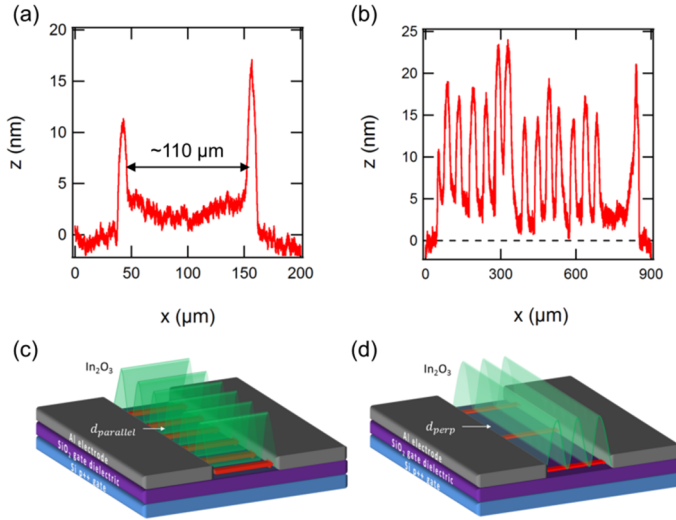 (a)
(b)
20
15
10
5
0
z (nm)
~110 µm
0
50
100
150
200
x (µm)
25
20
15
10
5
0
z (nm)
0
300
600
900
x (µm)
(c)
(d)
In2O3
d_parallel
Al electrode
SiO2 gate dielectric
Si p++ gate
In2O3
d_perp
Al electrode
SiO2 gate dielectric
Si p++ gate